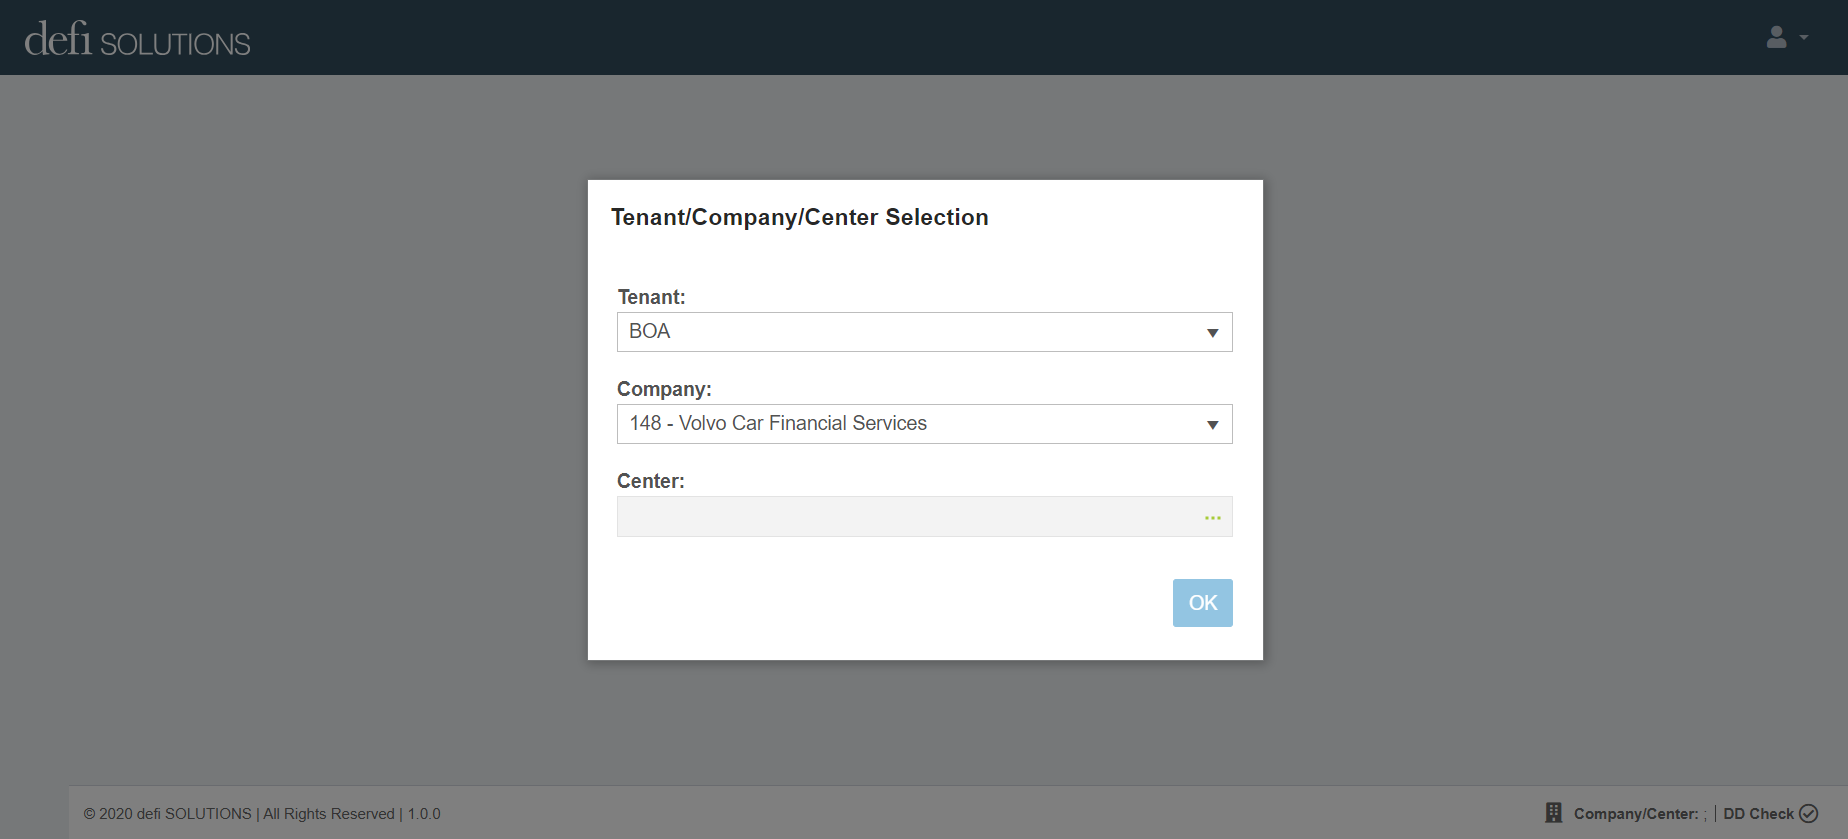 defi SOLUTIONS
Tenant/Company/Center Selection
Tenant:
BOA
Company:
148 - Volvo Car Financial Services
Center:
...
OK
© 2020 defi SOLUTIONS | All Rights Reserved | 1.0.0
Company/Center: ; | DD Check